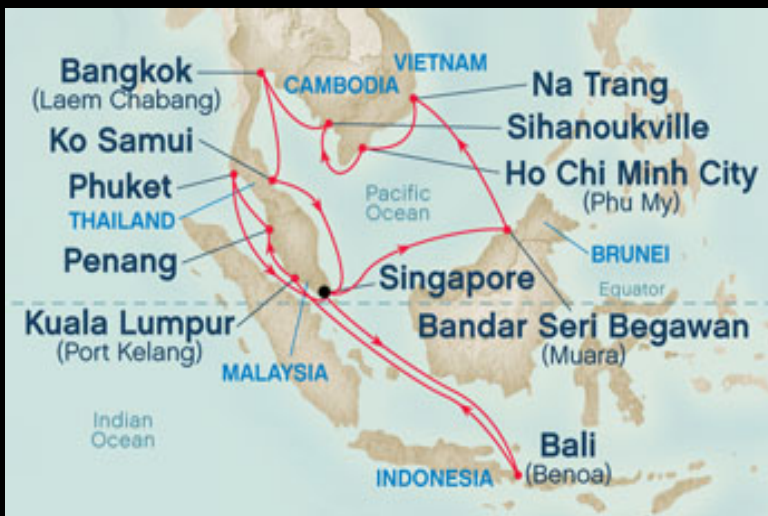 Bangkok
(Laem Chabang)
VIETNAM
CAMBODIA
Na Trang
Ko Samui
Sihanoukville
Phuket
Ho Chi Minh City
(Phu My)
THAILAND
Pacific
Ocean
Penang
BRUNEI
Singapore
Equator
Kuala Lumpur
(Port Kelang)
Bandar Seri Begawan
(Muara)
MALAYSIA
Indian
Ocean
Bali
(Benoa)
INDONESIA